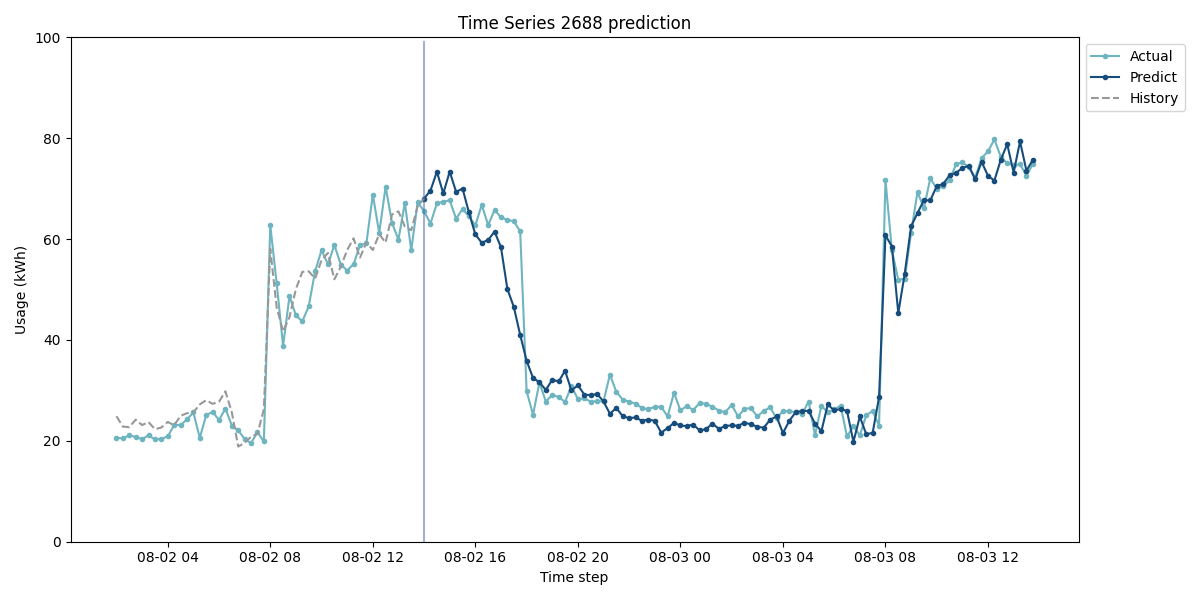 Time Series 2688 prediction
Usage (kWh)
100
80
60
40
20
0
08-02 04
08-02 08
08-02 12
08-02 16
08-02 20
08-03 00
08-03 04
08-03 08
08-03 12
Time step
Actual
Predict
History